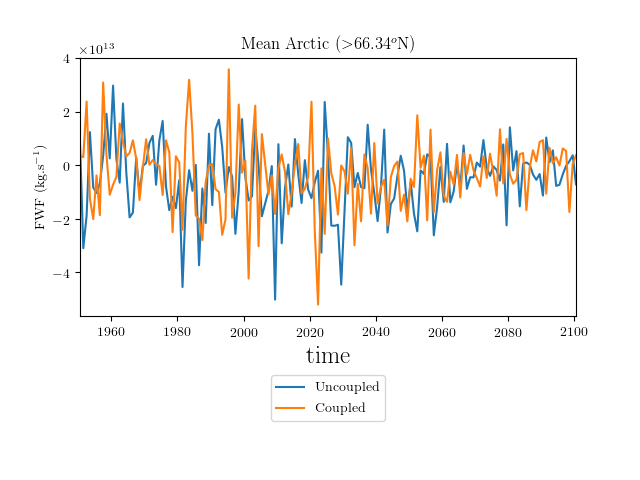 Mean Arctic (>66.34°N)
×10¹³
4
2
0
−2
−4
FWF (kg.s⁻¹)
1960 1980 2000 2020 2040 2060 2080 2100
time
Uncoupled
Coupled